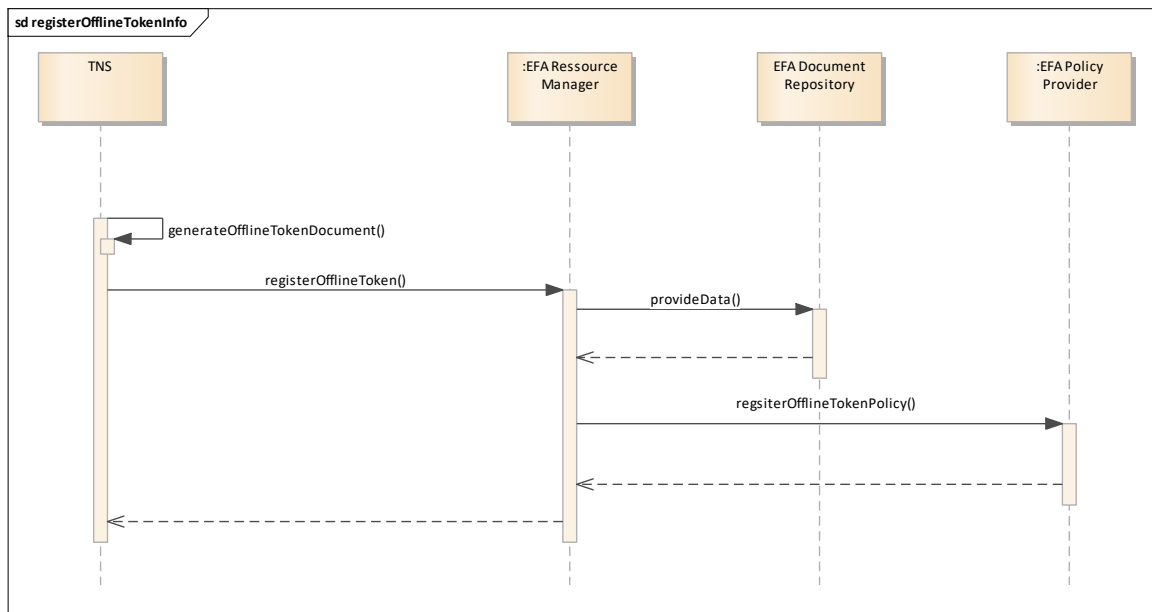 sd registerOfflineTokenInfo
TNS
:EFA Ressource
Manager
EFA Document
Repository
:EFA Policy
Provider
generateOfflineTokenDocument()
registerOfflineToken()
provideData()
regsiterOfflineTokenPolicy()